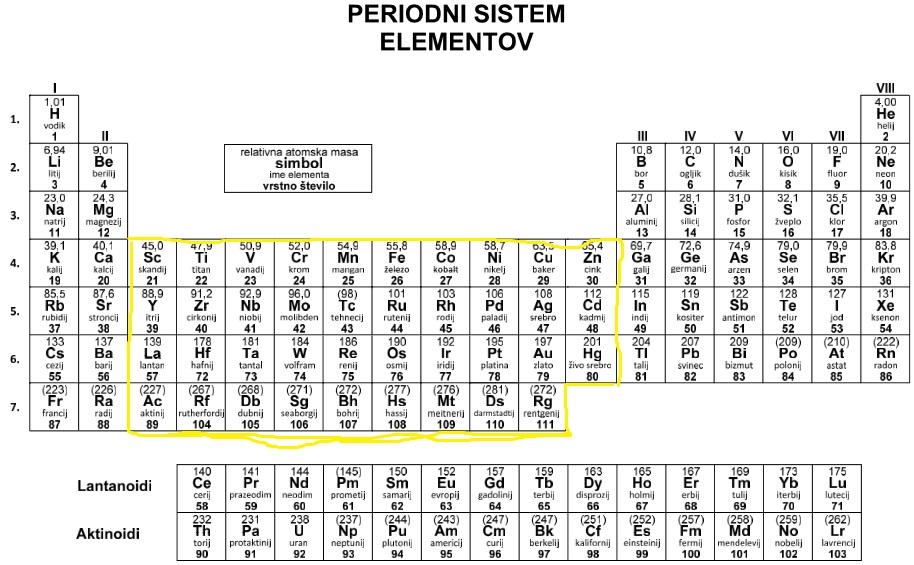 PERIODNI SISTEM
ELEMENTOV
I VIII
1. 1,01 4,00
H He
vodik helij
1 II III IV V VI VII 2
2. 6,94 9,01 relativna atomska masa 10,8 12,0 14,0 16,0 19,0 20,2
Li Be simbol B C N O F Ne
litij berilij ime elementa bor ogljik dušik kisik fluor neon
3 4 vrstno število 5 6 7 8 9 10
3. 23,0 24,3 27,0 28,1 31,0 32,1 35,5 39,9
Na Mg Al Si P S Cl Ar
natrij magnezij aluminij silicij fosfor žveplo klor argon
11 12 13 14 15 16 17 18
4. 39,1 40,1 45,0 47,9 50,9 52,0 54,9 55,8 58,9 58,7 63,5 65,4 69,7 72,6 74,9 79,0 79,9 83,8
K Ca Sc Ti V Cr Mn Fe Co Ni Cu Zn Ga Ge As Se Br Kr
kalij kalcij skandij titan vanadij krom mangan železo kobalt nikelj baker cink galij germanij arzen selen brom kripton
19 20 21 22 23 24 25 26 27 28 29 30 31 32 33 34 35 36
5. 85,5 87,6 88,9 91,2 92,9 96,0 (98) 101 103 106 108 112 115 119 122 128 127 131
Rb Sr Y Zr Nb Mo Tc Ru Rh Pd Ag Cd In Sn Sb Te I Xe
rubidij stroncij itrij cirkonij niobij molibden tehnecij rutenij rodij paladij srebro kadmij indij kositer antimon telur jod ksenon
37 38 39 40 41 42 43 44 45 46 47 48 49 50 51 52 53 54
6. 133 137 139 178 181 184 186 190 192 195 197 201 204 207 209 (209) (210) (222)
Cs Ba La Hf Ta W Re Os Ir Pt Au Hg Tl Pb Bi Po At Rn
cezij barij lantan hafnij tantal volfram renij osmij iridij platina zlato živo srebro talij svinec bizmut polonij astat radon
55 56 57 72 73 74 75 76 77 78 79 80 81 82 83 84 85 86
7. (223) (226) (227) (267) (268) (271) (272) (277) (276) (281) (272)
Fr Ra Ac Rf Db Sg Bh Hs Mt Ds Rg
francij radij aktinij rutherfordij dubnij seaborgij bohrij hassij meitnerij darmstadtij rentgenij
87 88 89 104 105 106 107 108 109 110 111
Lantanoidi 140 141 144 (145) 150 152 157 159 163 165 167 169 173 175
Ce Pr Nd Pm Sm Eu Gd Tb Dy Ho Er Tm Yb Lu
cerij prazeodim neodim prometij samarij evropij gadolinij terbij disprozij holmij erbij tulij iterbij lutecij
58 59 60 61 62 63 64 65 66 67 68 69 70 71
Aktinoidi 232 231 238 (237) (244) (243) (247) (247) (251) (252) (257) (258) (259) (262)
Th Pa U Np Pu Am Cm Bk Cf Es Fm Md No Lr
torij protaktinij uran neptunij plutonij americij curij berkelij kalifornij einsteinij fermij mendelevij nobelij lavrencij
90 91 92 93 94 95 96 97 98 99 100 101 102 103